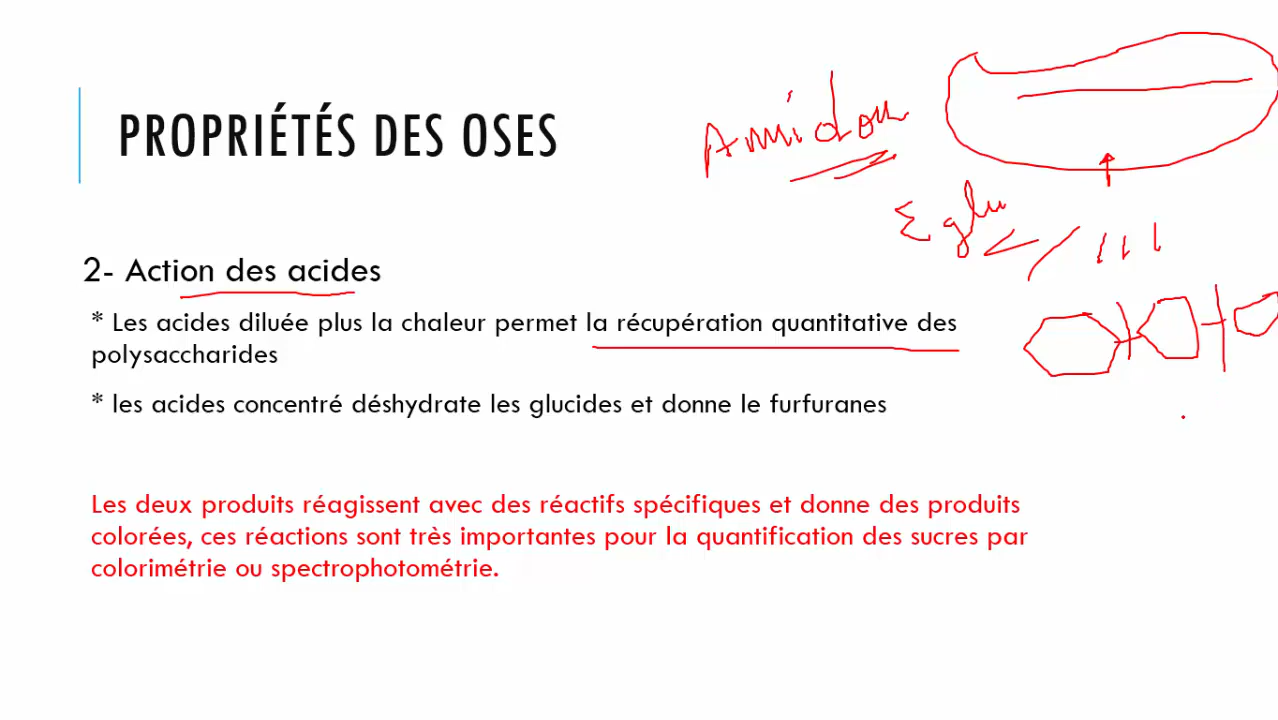 PROPRIÉTÉS DES OSES
Amidon
Σ glu
2- Action des acides
* Les acides diluée plus la chaleur permet la récupération quantitative des
polysaccharides
* les acides concentré déshydrate les glucides et donne le furfuranes
Les deux produits réagissent avec des réactifs spécifiques et donne des produits
colorées, ces réactions sont très importantes pour la quantification des sucres par
colorimétrie ou spectrophotométrie.